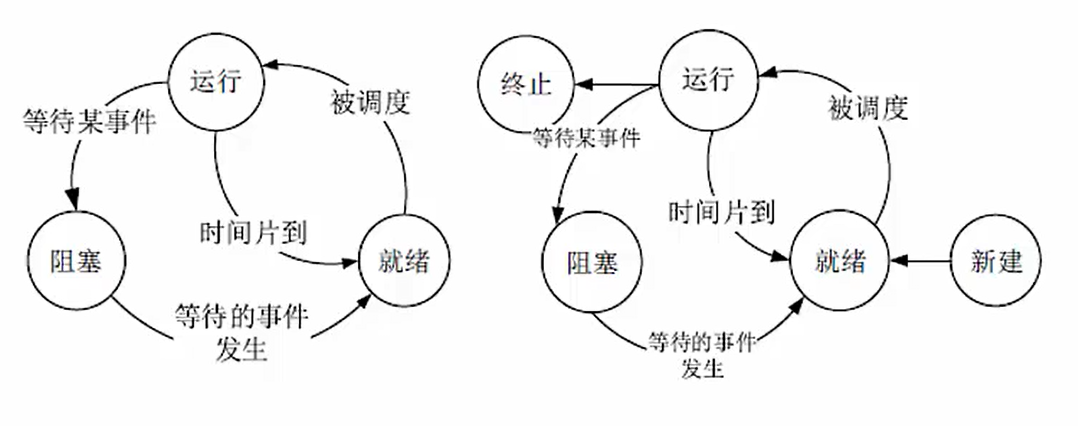 运行
被调度
等待某事件
时间片到
阻塞
就绪
等待的事件
发生
终止
运行
被调度
等待某事件
时间片到
阻塞
就绪
新建
等待的事件
发生